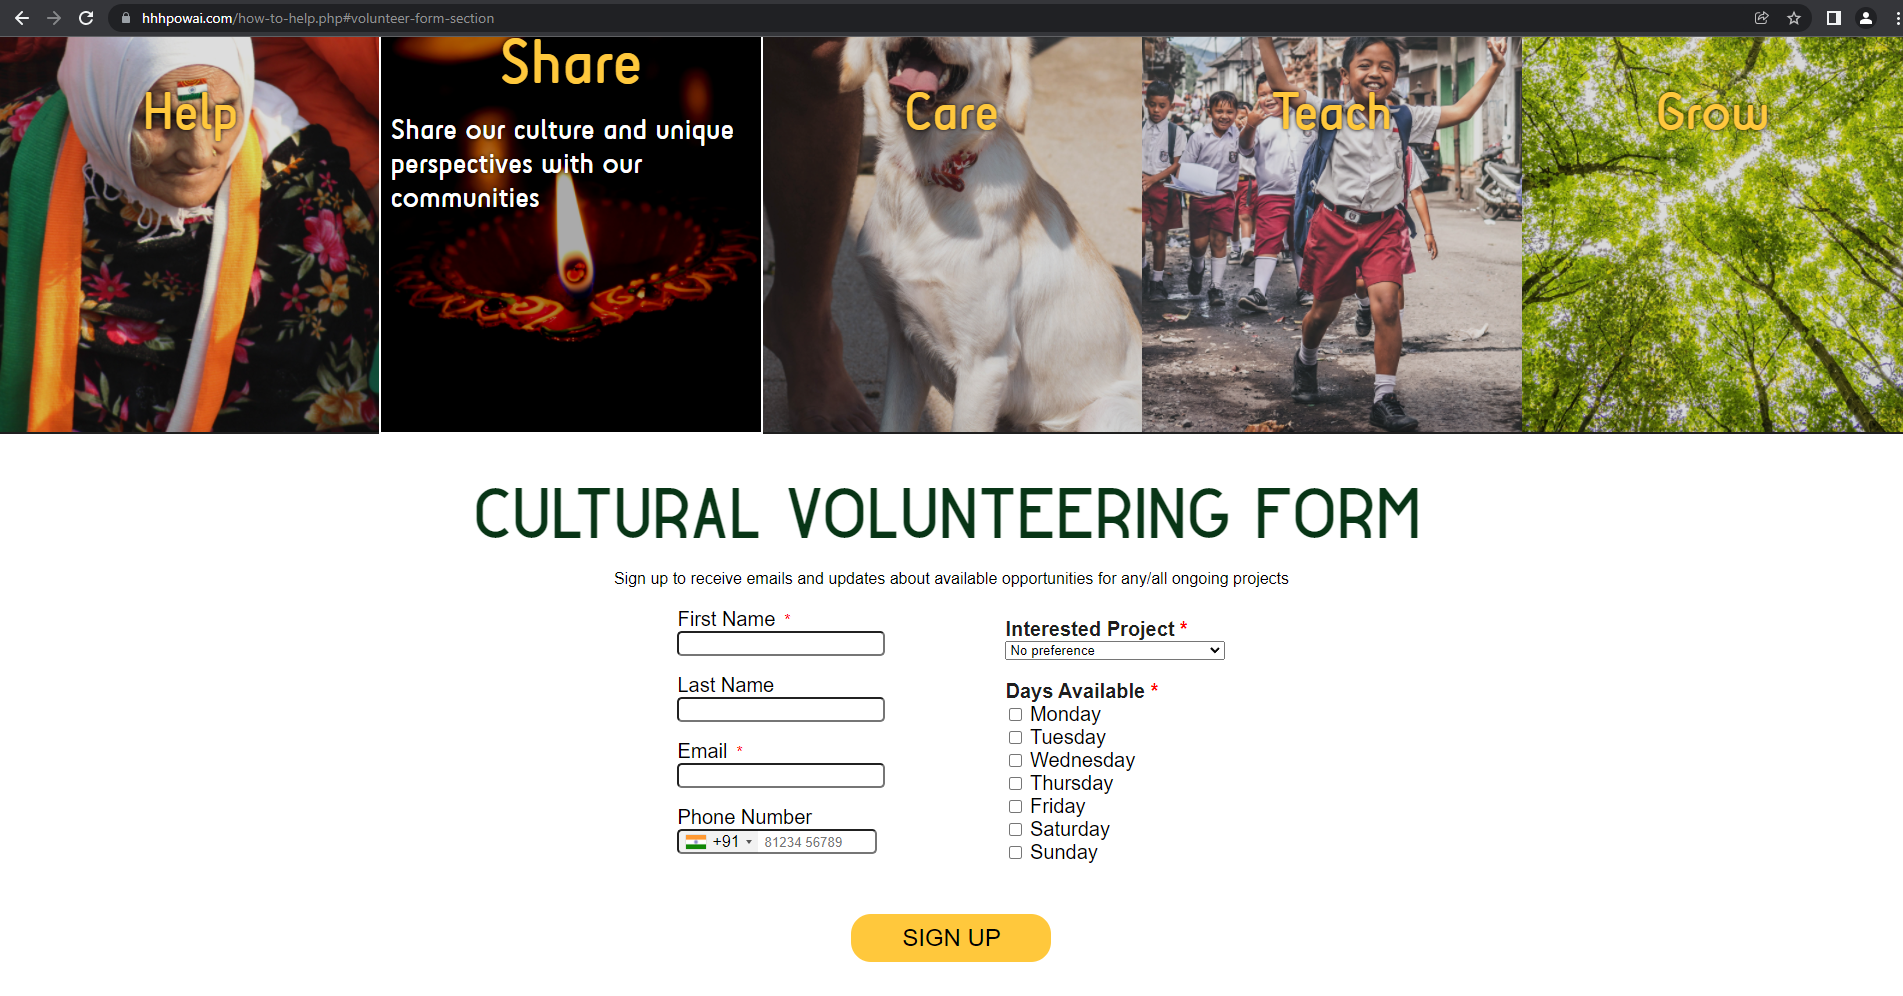 hhhpowai.com/how-to-help.php#volunteer-form-section
Help
Share
Share our culture and unique
perspectives with our
communities
Care
Teach
Grow
CULTURAL VOLUNTEERING FORM
Sign up to receive emails and updates about available opportunities for any/all ongoing projects
First Name *
Last Name
Email *
Phone Number
+91 81234 56789
Interested Project *
No preference
Days Available *
Monday
Tuesday
Wednesday
Thursday
Friday
Saturday
Sunday
SIGN UP